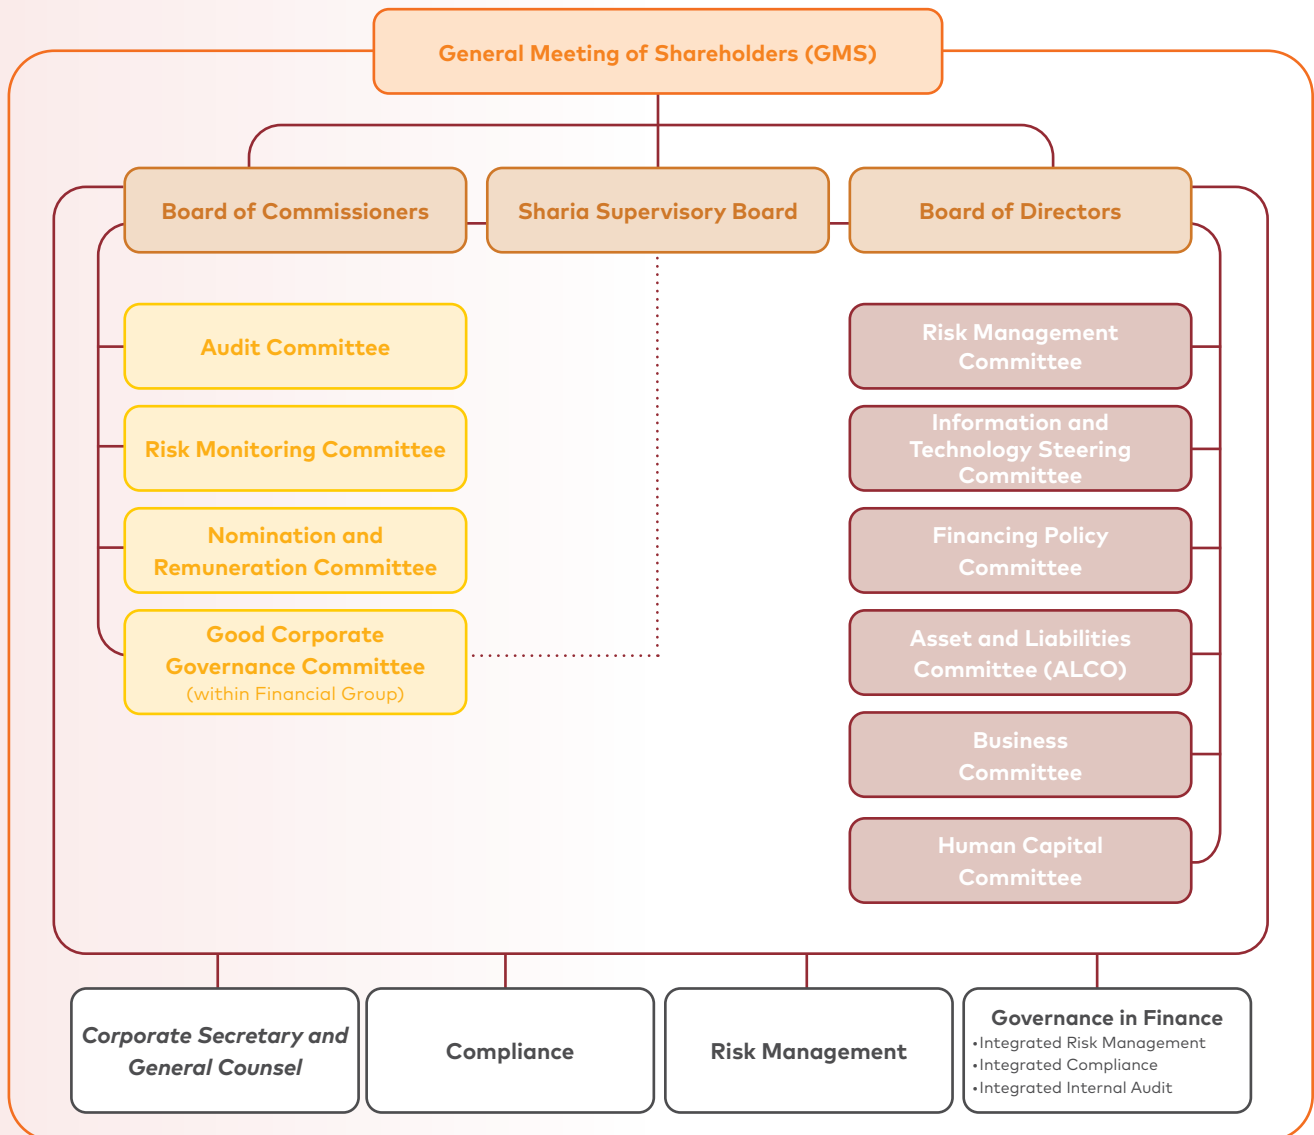 General Meeting of Shareholders (GMS)
Board of Commissioners
Sharia Supervisory Board
Board of Directors
Audit Committee
Risk Monitoring Committee
Nomination and
Remuneration Committee
Good Corporate
Governance Committee
(within Financial Group)
Risk Management
Committee
Information and
Technology Steering
Committee
Financing Policy
Committee
Asset and Liabilities
Committee (ALCO)
Business
Committee
Human Capital
Committee
Corporate Secretary and
General Counsel
Compliance
Risk Management
Governance in Finance
•Integrated Risk Management
•Integrated Compliance
•Integrated Internal Audit